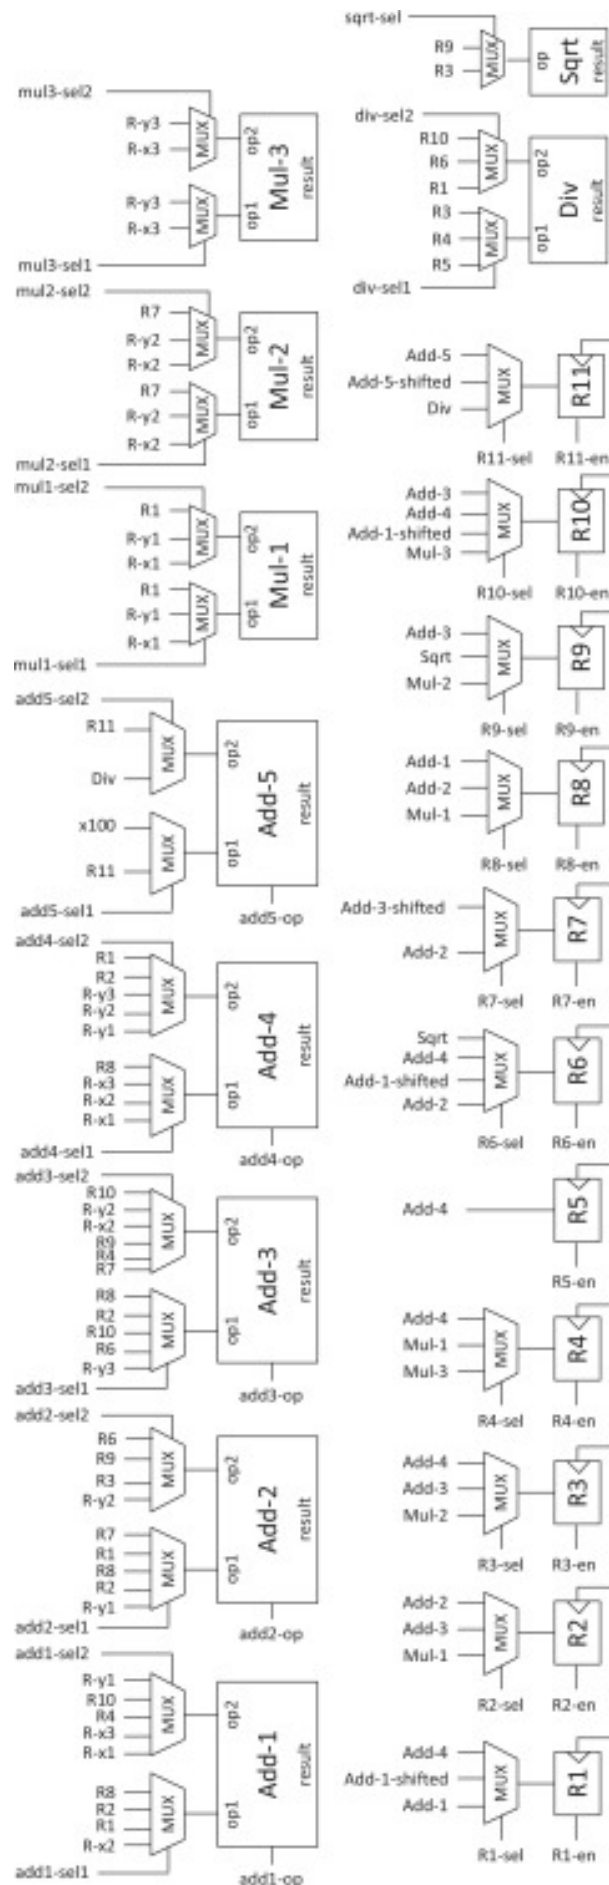 sqrt-sel
R9
R3
MUX
op
Sqrt
result
mul3-sel2
R-y3
R-x3
MUX
op2
R-y3
R-x3
MUX
op1
Mul-3
result
mul3-sel1
div-sel2
R10
R6
R1
MUX
op2
R3
R4
R5
MUX
op1
Div
result
div-sel1
mul2-sel2
R7
R-y2
R-x2
MUX
op2
R7
R-y2
R-x2
MUX
op1
Mul-2
result
mul2-sel1
Add-5
Add-5-shifted
Div
MUX
R11
R11-sel
R11-en
mul1-sel2
R1
R-y1
R-x1
MUX
op2
R1
R-y1
R-x1
MUX
op1
Mul-1
result
mul1-sel1
Add-3
Add-4
Add-1-shifted
Mul-3
MUX
R10
R10-sel
R10-en
Add-3
Sqrt
Mul-2
MUX
R9
R9-sel
R9-en
add5-sel2
R11
Div
MUX
op2
x100
R11
MUX
op1
Add-5
result
add5-sel1
add5-op
Add-1
Add-2
Mul-1
MUX
R8
R8-sel
R8-en
Add-3-shifted
Add-2
MUX
R7
R7-sel
R7-en
add4-sel2
R1
R2
R-y3
R-y2
R-y1
MUX
op2
R8
R-x3
R-x2
R-x1
MUX
op1
Add-4
result
add4-sel1
add4-op
Sqrt
Add-4
Add-1-shifted
Add-2
MUX
R6
R6-sel
R6-en
add3-sel2
R10
R-y2
R-x2
R9
R4
R7
MUX
op2
R8
R2
R10
R6
R-y3
MUX
op1
Add-3
result
add3-sel1
add3-op
Add-4
R5
R5-en
Add-4
Mul-1
Mul-3
MUX
R4
R4-sel
R4-en
add2-sel2
R6
R9
R3
R-y2
MUX
op2
R7
R1
R8
R2
R-y1
MUX
op1
Add-2
result
add2-sel1
add2-op
Add-4
Add-3
Mul-2
MUX
R3
R3-sel
R3-en
Add-2
Add-3
Mul-1
MUX
R2
R2-sel
R2-en
add1-sel2
R-y1
R10
R4
R-x3
R-x1
MUX
op2
R8
R2
R1
R-x2
MUX
op1
Add-1
result
add1-sel1
add1-op
Add-4
Add-1-shifted
Add-1
MUX
R1
R1-sel
R1-en